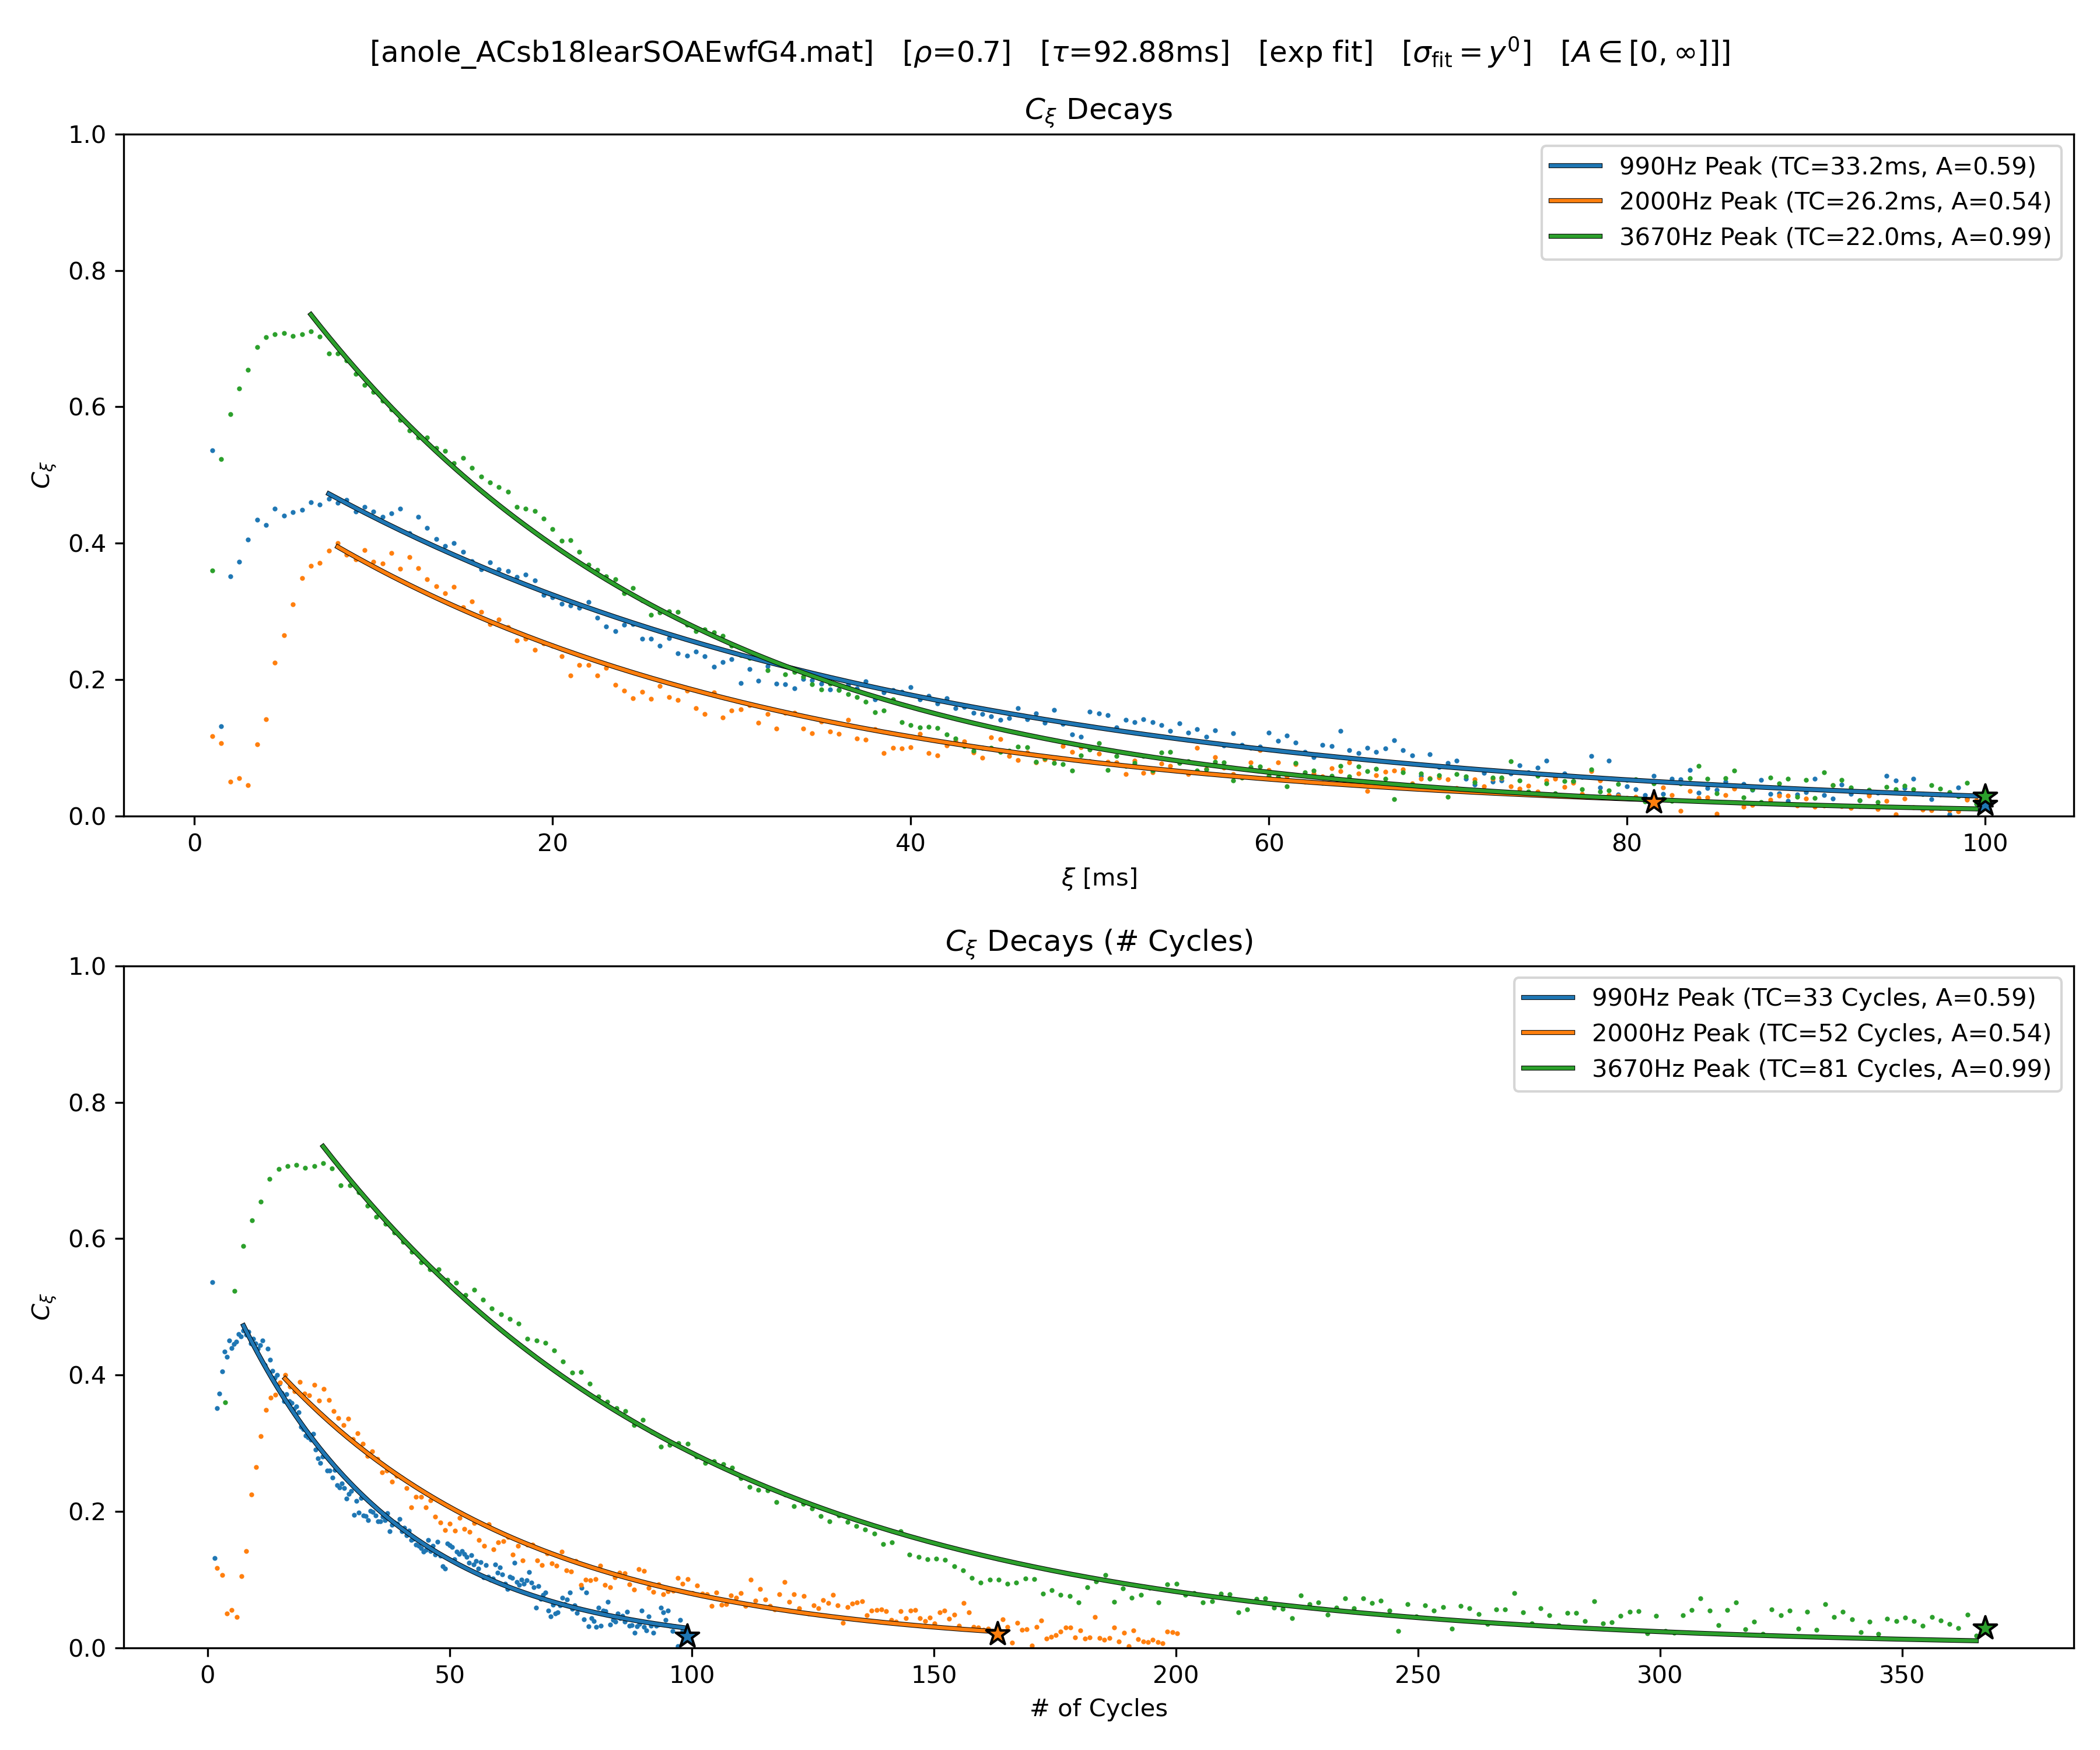 [anole_ACsb18learSOAEwfG4.mat] [ρ=0.7] [τ=92.88ms] [exp fit] [σ_fit = y^0] [A ∈ [0, ∞]]]
C_ξ Decays
1.0
0.8
0.6
0.4
0.2
0.0
C_ξ
990Hz Peak (TC=33.2ms, A=0.59)
2000Hz Peak (TC=26.2ms, A=0.54)
3670Hz Peak (TC=22.0ms, A=0.99)
0 20 40 60 80 100
ξ [ms]
C_ξ Decays (# Cycles)
1.0
0.8
0.6
0.4
0.2
0.0
C_ξ
990Hz Peak (TC=33 Cycles, A=0.59)
2000Hz Peak (TC=52 Cycles, A=0.54)
3670Hz Peak (TC=81 Cycles, A=0.99)
0 50 100 150 200 250 300 350
# of Cycles